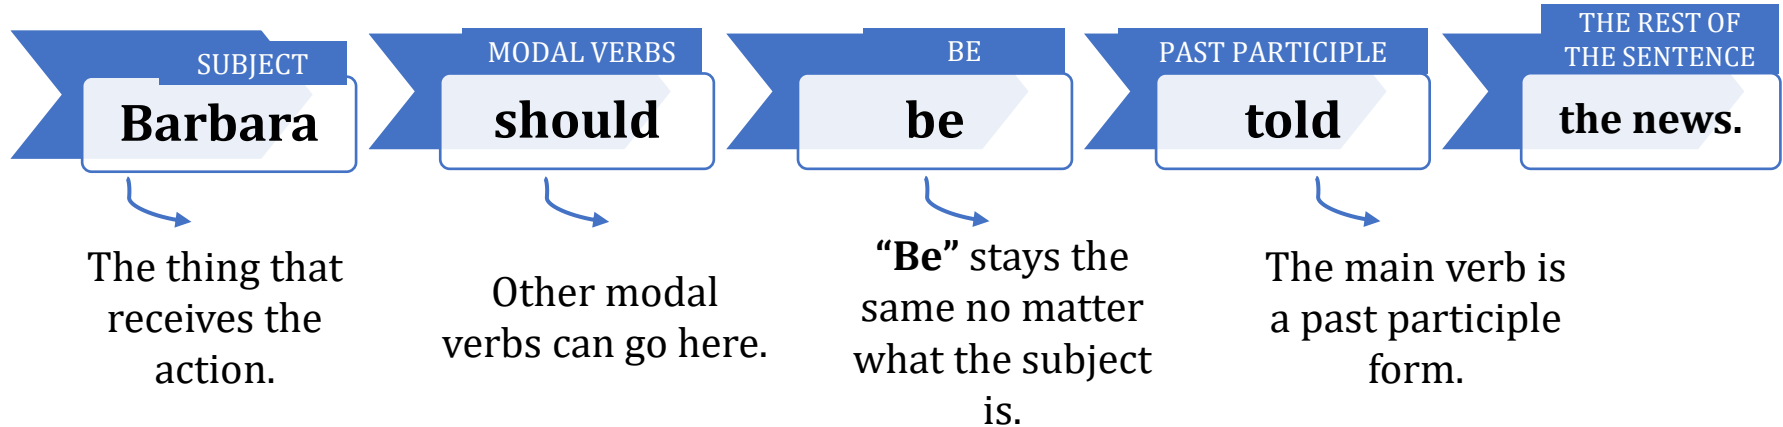 SUBJECT
Barbara
MODAL VERBS
should
BE
be
PAST PARTICIPLE
told
THE REST OF
THE SENTENCE
the news.
The thing that
receives the
action.
Other modal
verbs can go here.
“Be” stays the
same no matter
what the subject
is.
The main verb is
a past participle
form.